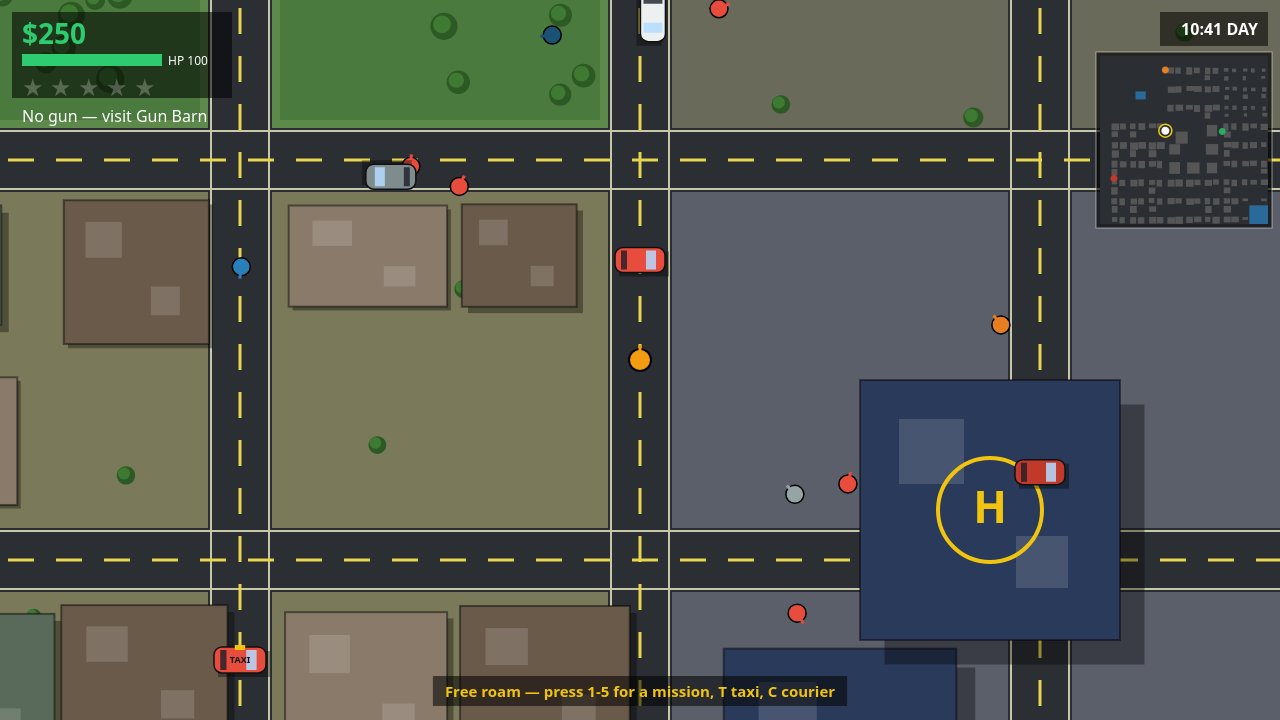 $250
HP 100
No gun — visit Gun Barn
10:41 DAY
H
TAXI
Free roam — press 1-5 for a mission, T taxi, C courier